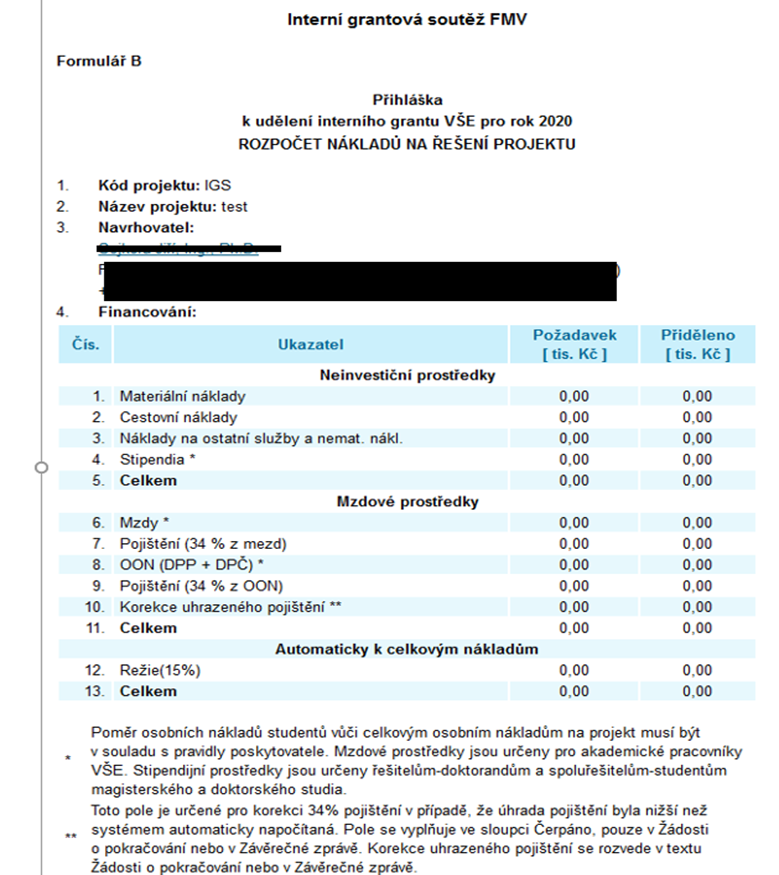 Interní grantová soutěž FMV
Formulář B
Přihláška
k udělení interního grantu VŠE pro rok 2020
ROZPOČET NÁKLADŮ NA ŘEŠENÍ PROJEKTU
1. Kód projektu: IGS
2. Název projektu: test
3. Navrhovatel:
4. Financování:
Čís. Ukazatel Požadavek [ tis. Kč ] Přiděleno [ tis. Kč ]
Neinvestiční prostředky
1. Materiální náklady 0,00 0,00
2. Cestovní náklady 0,00 0,00
3. Náklady na ostatní služby a nemat. nákl. 0,00 0,00
4. Stipendia * 0,00 0,00
5. Celkem 0,00 0,00
Mzdové prostředky
6. Mzdy * 0,00 0,00
7. Pojištění (34 % z mezd) 0,00 0,00
8. OON (DPP + DPČ) * 0,00 0,00
9. Pojištění (34 % z OON) 0,00 0,00
10. Korekce uhrazeného pojištění ** 0,00 0,00
11. Celkem 0,00 0,00
Automaticky k celkovým nákladům
12. Režie(15%) 0,00 0,00
13. Celkem 0,00 0,00
Poměr osobních nákladů studentů vůči celkovým osobním nákladům na projekt musí být
v souladu s pravidly poskytovatele. Mzdové prostředky jsou určeny pro akademické pracovníky
* VŠE. Stipendijní prostředky jsou určeny řešitelům-doktorandům a spoluřešitelům-studentům
magisterského a doktorského studia.
Toto pole je určené pro korekci 34% pojištění v případě, že úhrada pojištění byla nižší než
** systémem automaticky napočítaná. Pole se vyplňuje ve sloupci Čerpáno, pouze v Žádosti
o pokračování nebo v Závěrečné zprávě. Korekce uhrazeného pojištění se rozvede v textu
Žádosti o pokračování nebo v Závěrečné zprávě.